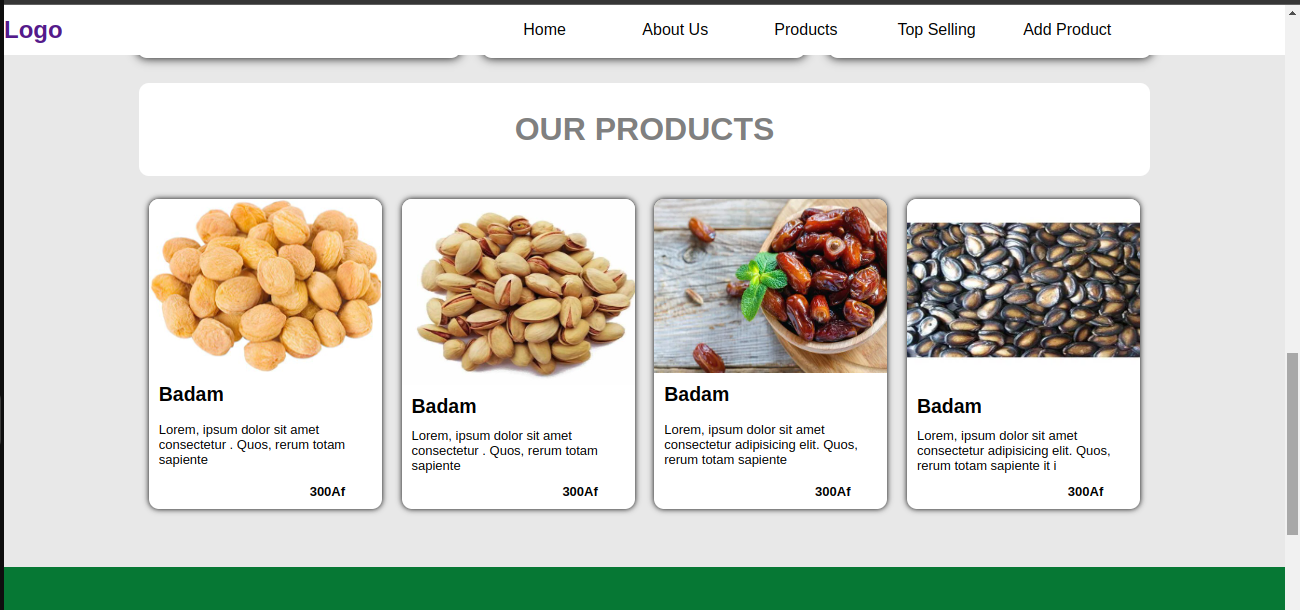 Logo
Home About Us Products Top Selling Add Product
OUR PRODUCTS
Badam
Lorem, ipsum dolor sit amet
consectetur . Quos, rerum totam
sapiente
300Af
Badam
Lorem, ipsum dolor sit amet
consectetur . Quos, rerum totam
sapiente
300Af
Badam
Lorem, ipsum dolor sit amet
consectetur adipisicing elit. Quos,
rerum totam sapiente
300Af
Badam
Lorem, ipsum dolor sit amet
consectetur adipisicing elit. Quos,
rerum totam sapiente it i
300Af